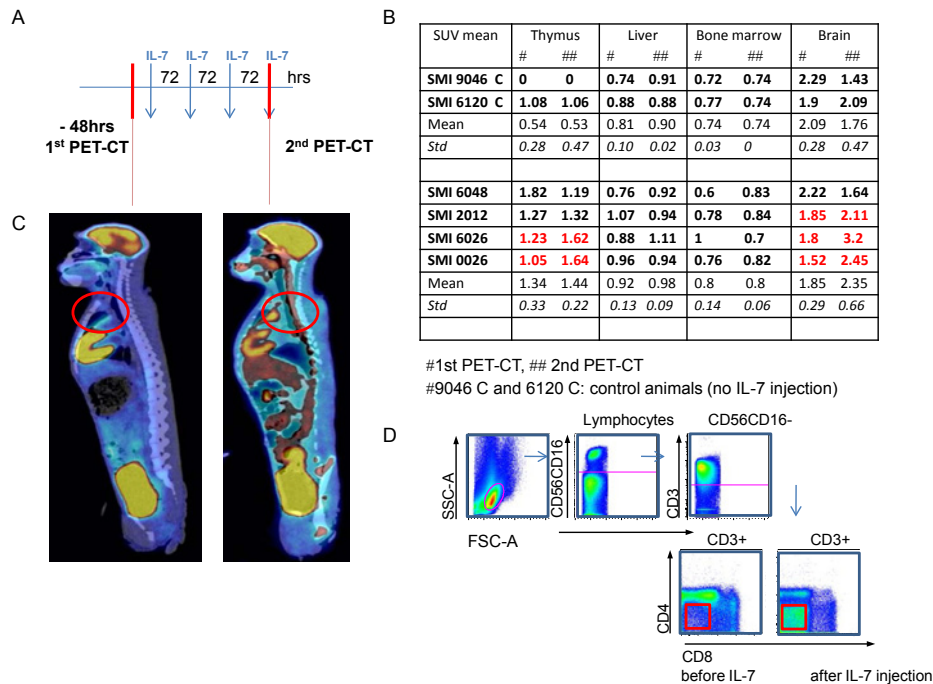 A
IL-7 IL-7 IL-7 IL-7
72 72 72 hrs
- 48hrs
1st PET-CT
2nd PET-CT
B
SUV mean Thymus Liver Bone marrow Brain
# ## # ## # ## # ##
SMI 9046 C 0 0 0.74 0.91 0.72 0.74 2.29 1.43
SMI 6120 C 1.08 1.06 0.88 0.88 0.77 0.74 1.9 2.09
Mean 0.54 0.53 0.81 0.90 0.74 0.74 2.09 1.76
Std 0.28 0.47 0.10 0.02 0.03 0 0.28 0.47
SMI 6048 1.82 1.19 0.76 0.92 0.6 0.83 2.22 1.64
SMI 2012 1.27 1.32 1.07 0.94 0.78 0.84 1.85 2.11
SMI 6026 1.23 1.62 0.88 1.11 1 0.7 1.8 3.2
SMI 0026 1.05 1.64 0.96 0.94 0.76 0.82 1.52 2.45
Mean 1.34 1.44 0.92 0.98 0.8 0.8 1.85 2.35
Std 0.33 0.22 0.13 0.09 0.14 0.06 0.29 0.66
#1st PET-CT, ## 2nd PET-CT
#9046 C and 6120 C: control animals (no IL-7 injection)
C
D
Lymphocytes CD56CD16-
SSC-A
CD56CD16
CD3
FSC-A
CD3+ CD3+
CD4
CD8
before IL-7 after IL-7 injection